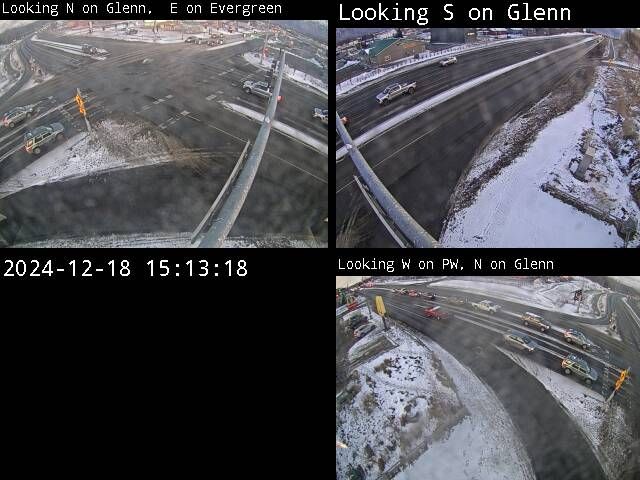 Looking N on Glenn,  E on Evergreen
Looking S on Glenn
2024-12-18 15:13:18
Looking W on PW, N on Glenn